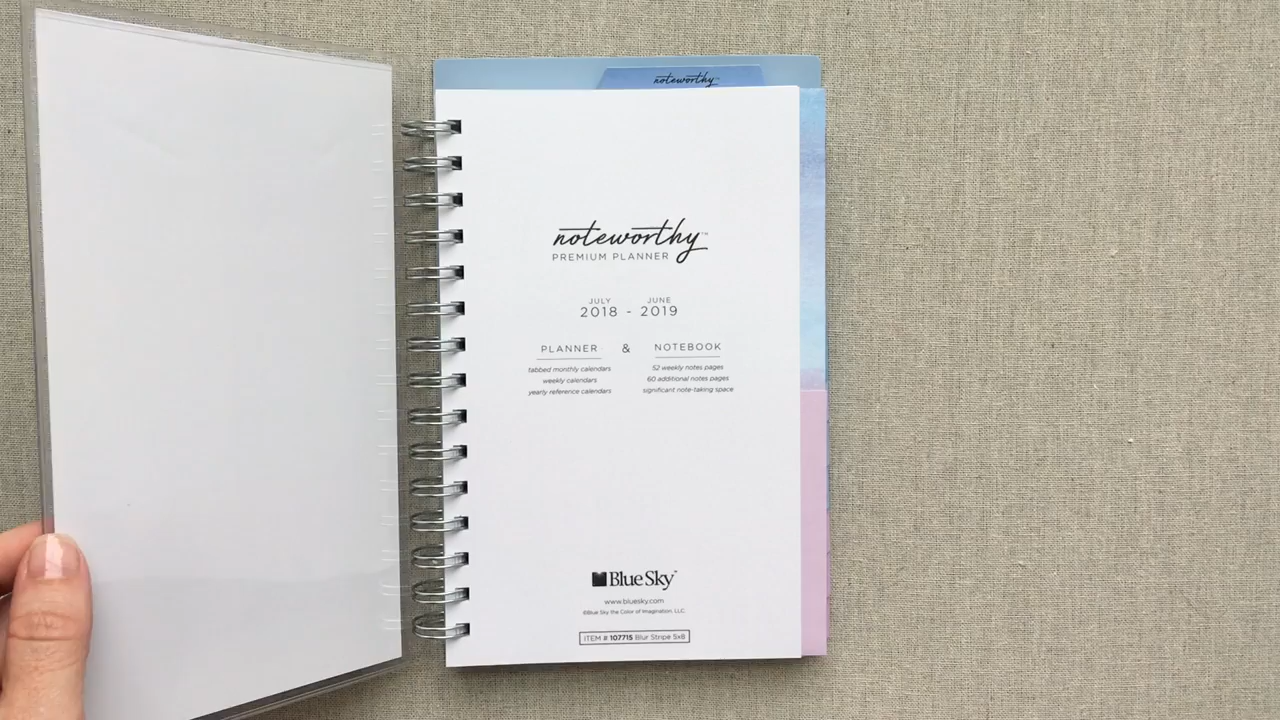 noteworthy™
noteworthy™
PREMIUM PLANNER
JULY JUNE
2018 - 2019
PLANNER & NOTEBOOK
tabbed monthly calendars
weekly calendars
yearly reference calendars
52 weekly notes pages
60 additional notes pages
significant note-taking space
Blue Sky™
www.bluesky.com
©Blue Sky the Color of Imagination, LLC.
ITEM # 107715 Blur Stripe 5x8